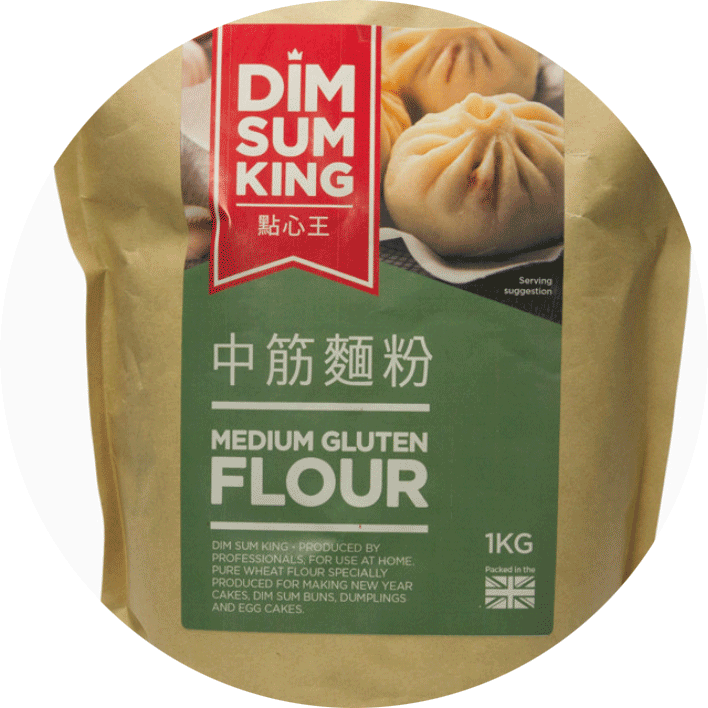 DIM
SUM
KING
點心王
Serving
suggestion
中筋麵粉
MEDIUM GLUTEN
FLOUR
DIM SUM KING • PRODUCED BY
PROFESSIONALS, FOR USE AT HOME.
PURE WHEAT FLOUR SPECIALLY
PRODUCED FOR MAKING NEW YEAR
CAKES, DIM SUM BUNS, DUMPLINGS
AND EGG CAKES.
1KG
Packed in the